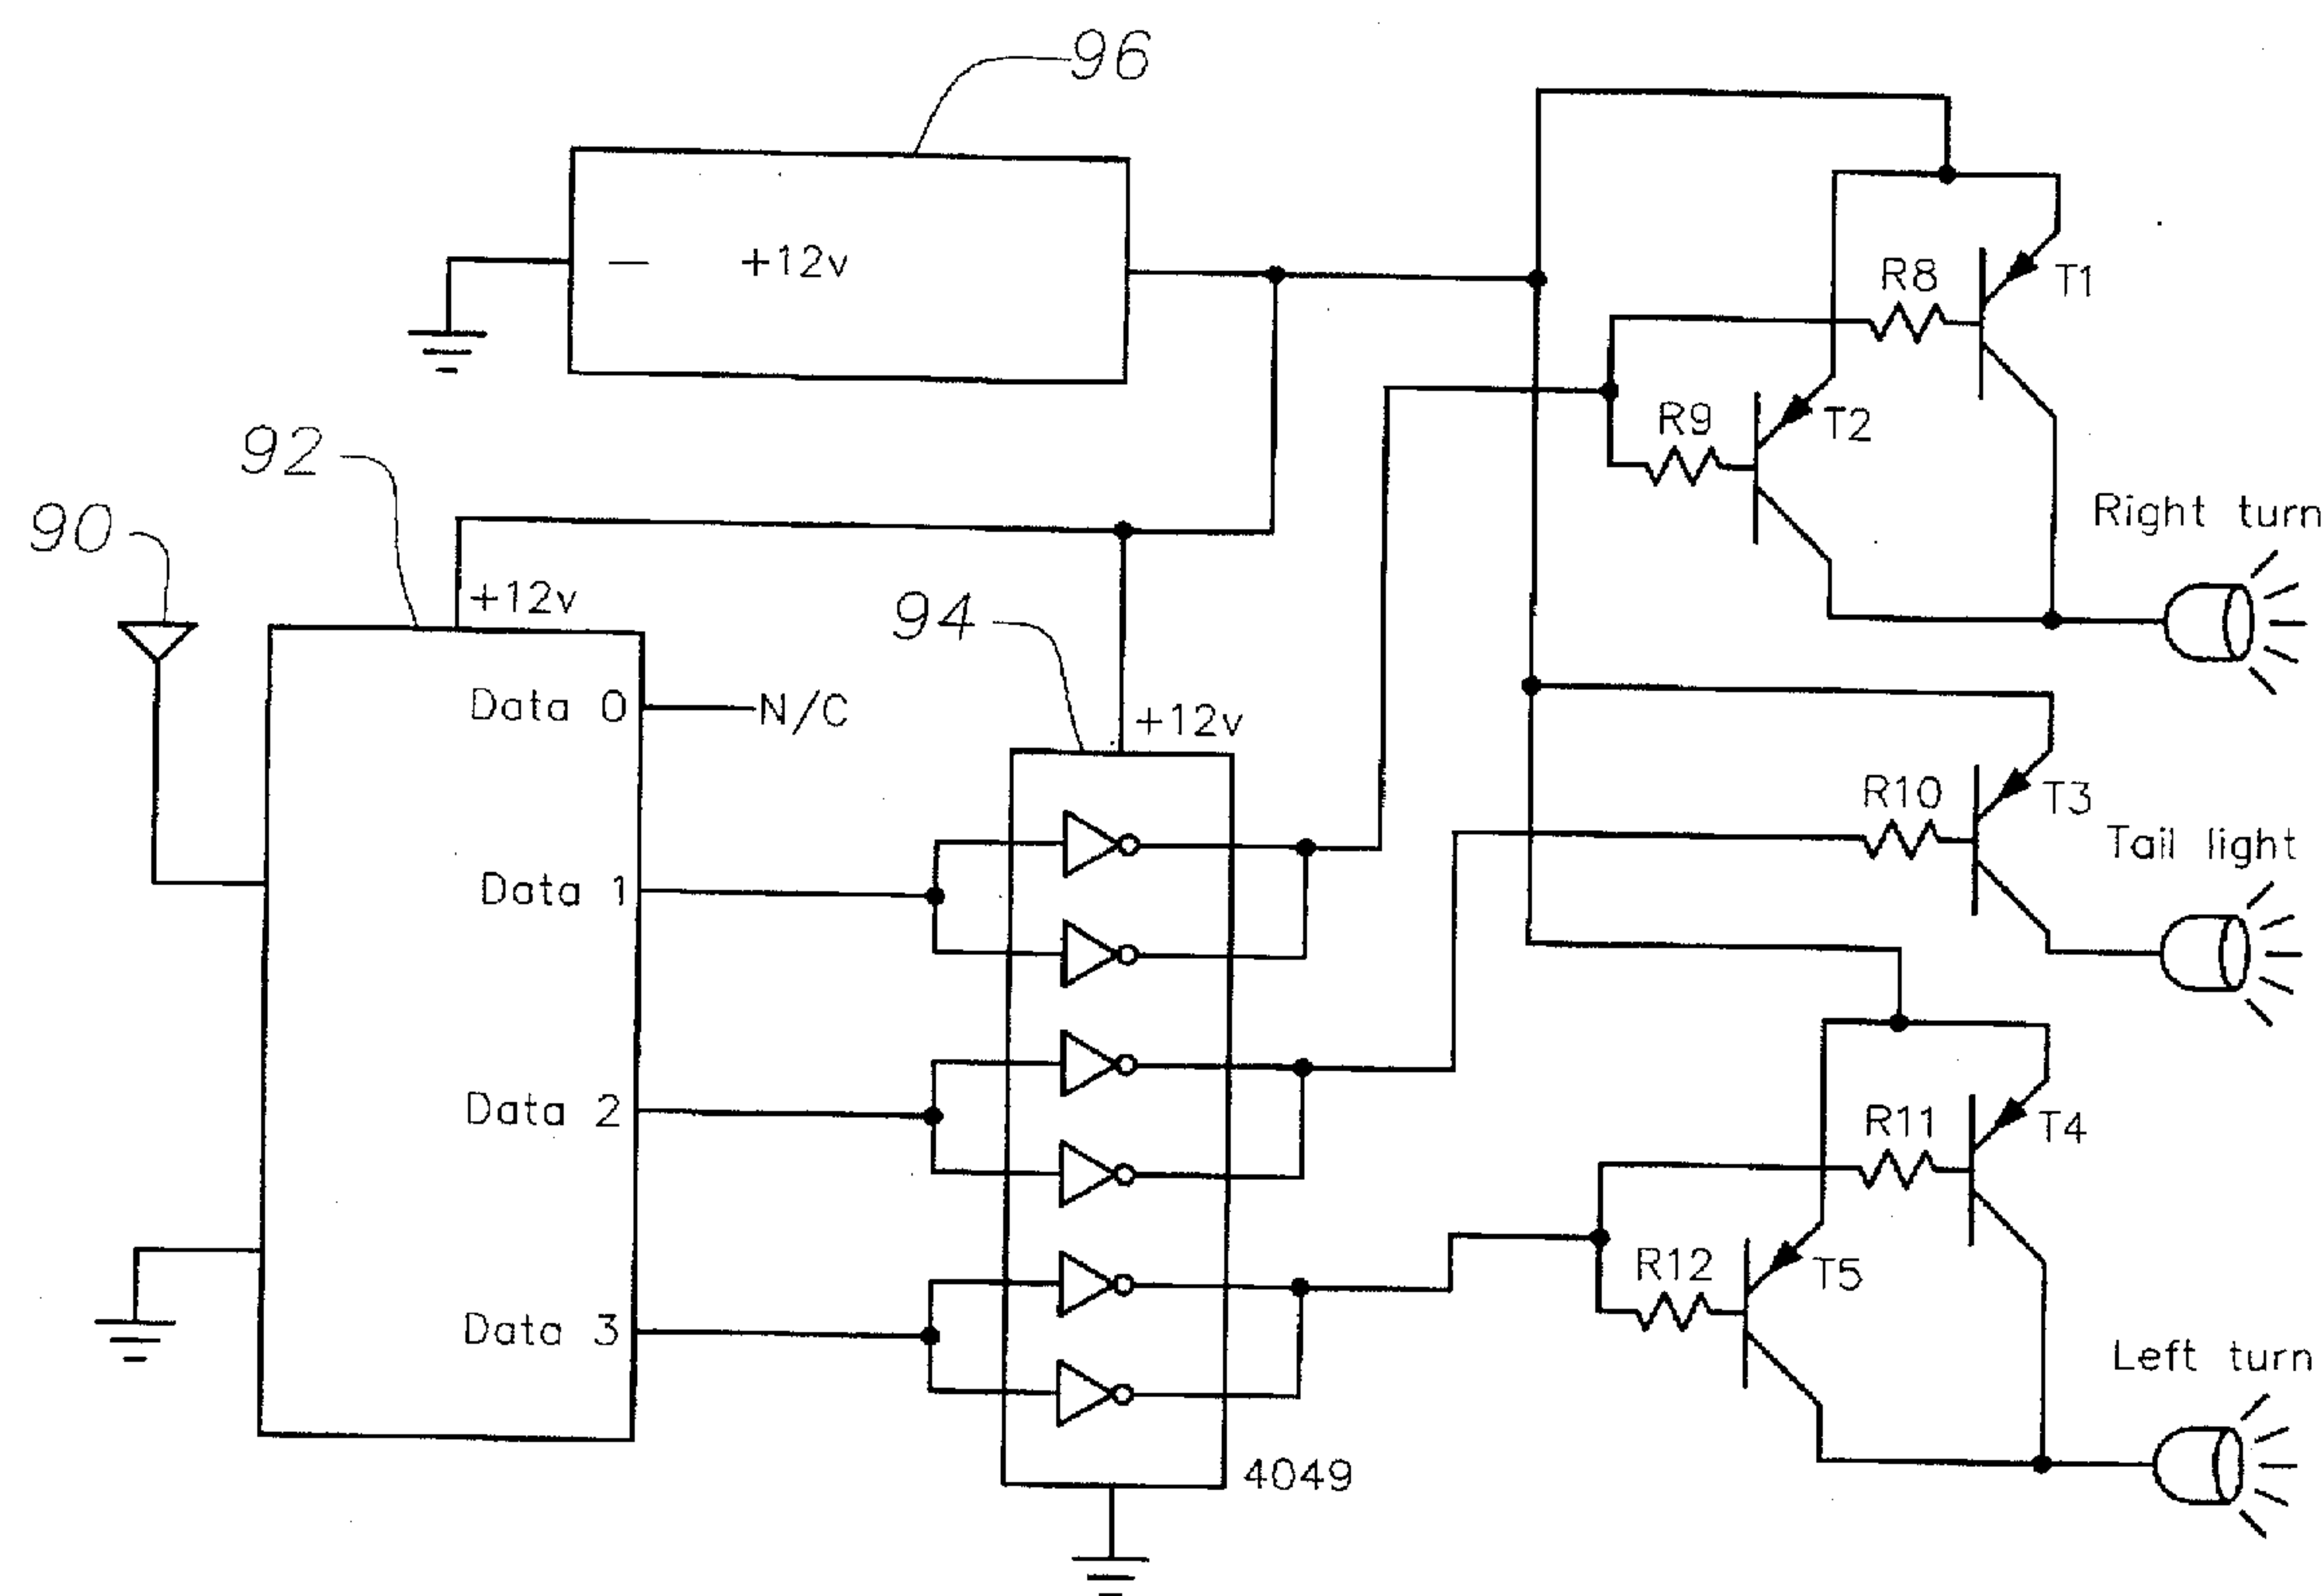 96
— +12v
R8
T1
R9
T2
92
90
Right turn
+12v
94
Data 0
N/C
+12v
R10
T3
Tail light
Data 1
Data 2
R11
T4
R12
T5
Data 3
Left turn
4049